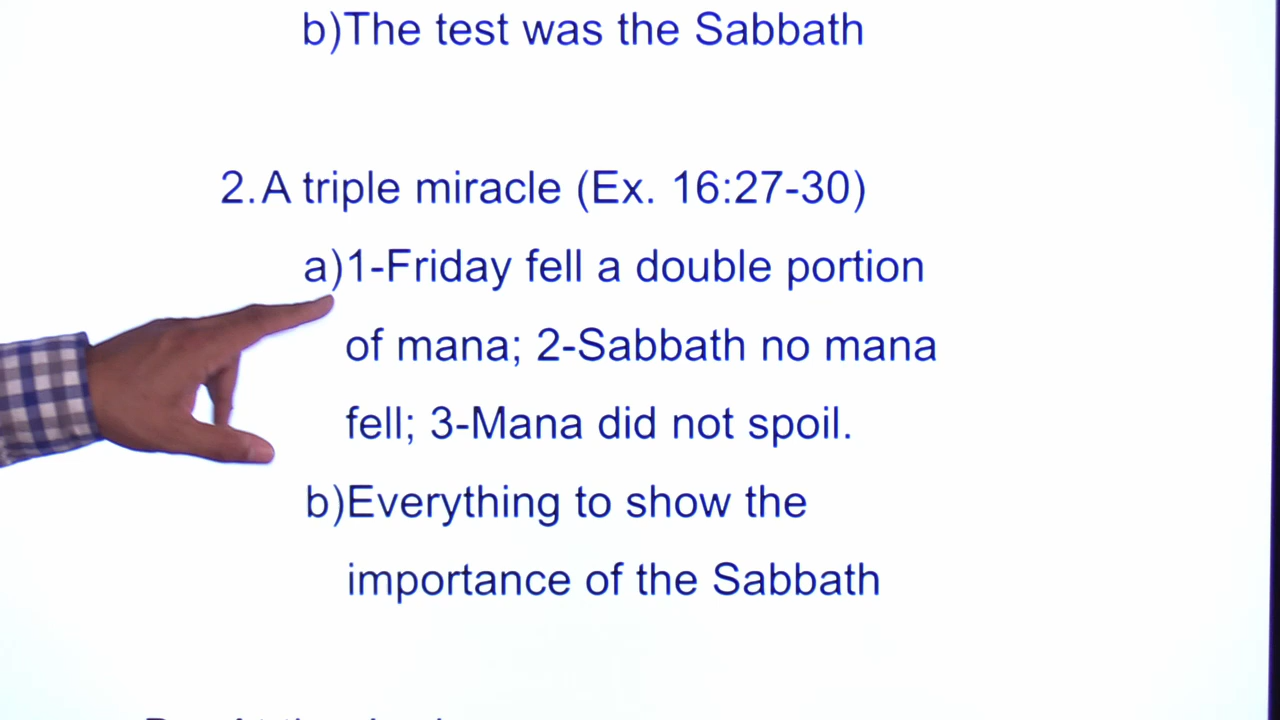 b)The test was the Sabbath
2.A triple miracle (Ex. 16:27-30)
a)1-Friday fell a double portion
of mana; 2-Sabbath no mana
fell; 3-Mana did not spoil.
b)Everything to show the
importance of the Sabbath